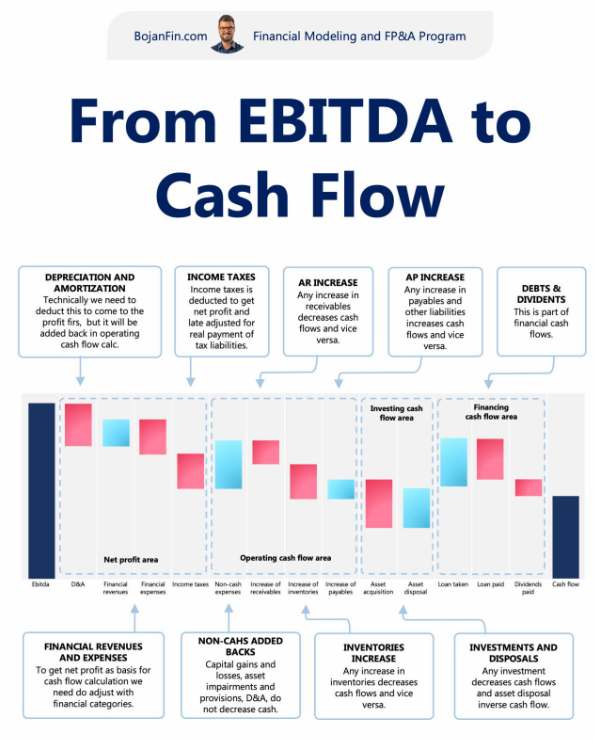 BojanFin.com
Financial Modeling and FP&A Program
From EBITDA to
Cash Flow
DEPRECIATION AND
AMORTIZATION
Technically we need to
deduct this to come to the
profit firs, but it will be
added back in operating
cash flow calc.
INCOME TAXES
Income taxes is
deducted to get
net profit and
late adjusted for
real payment of
tax liabilities.
AR INCREASE
Any increase in
receivables
decreases cash
flows and vice
versa.
AP INCREASE
Any increase in
payables and
other liabilities
increases cash
flows and vice
versa.
DEBTS &
DIVIDENTS
This is part of
financial cash
flows.
Investing cash
flow area
Financing
cash flow area
Net profit area
Operating cash flow area
Ebitda
D&A
Financial
revenues
Financial
expenses
Income taxes
Non-cash
expenses
Increase of
receivables
Increase of
inventories
Increase of
payables
Asset
acquisition
Asset
disposal
Loan taken
Loan paid
Dividends
paid
Cash flow
FINANCIAL REVENUES
AND EXPENSES
To get net profit as basis for
cash flow calculation we
need do adjust with
financial categories.
NON-CAHS ADDED
BACKS
Capital gains and
losses, asset
impairments and
provisions, D&A, do
not decrease cash.
INVENTORIES
INCREASE
Any increase in
inventories decreases
cash flows and vice
versa.
INVESTMENTS AND
DISPOSALS
Any investment
decreases cash flows
and asset disposal
inverse cash flow.